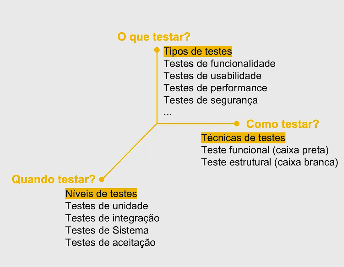 O que testar?
Tipos de testes
Testes de funcionalidade
Testes de usabilidade
Testes de performance
Testes de segurança
...
Como testar?
Técnicas de testes
Teste funcional (caixa preta)
Teste estrutural (caixa branca)
Quando testar?
Níveis de testes
Testes de unidade
Testes de integração
Testes de Sistema
Testes de aceitação